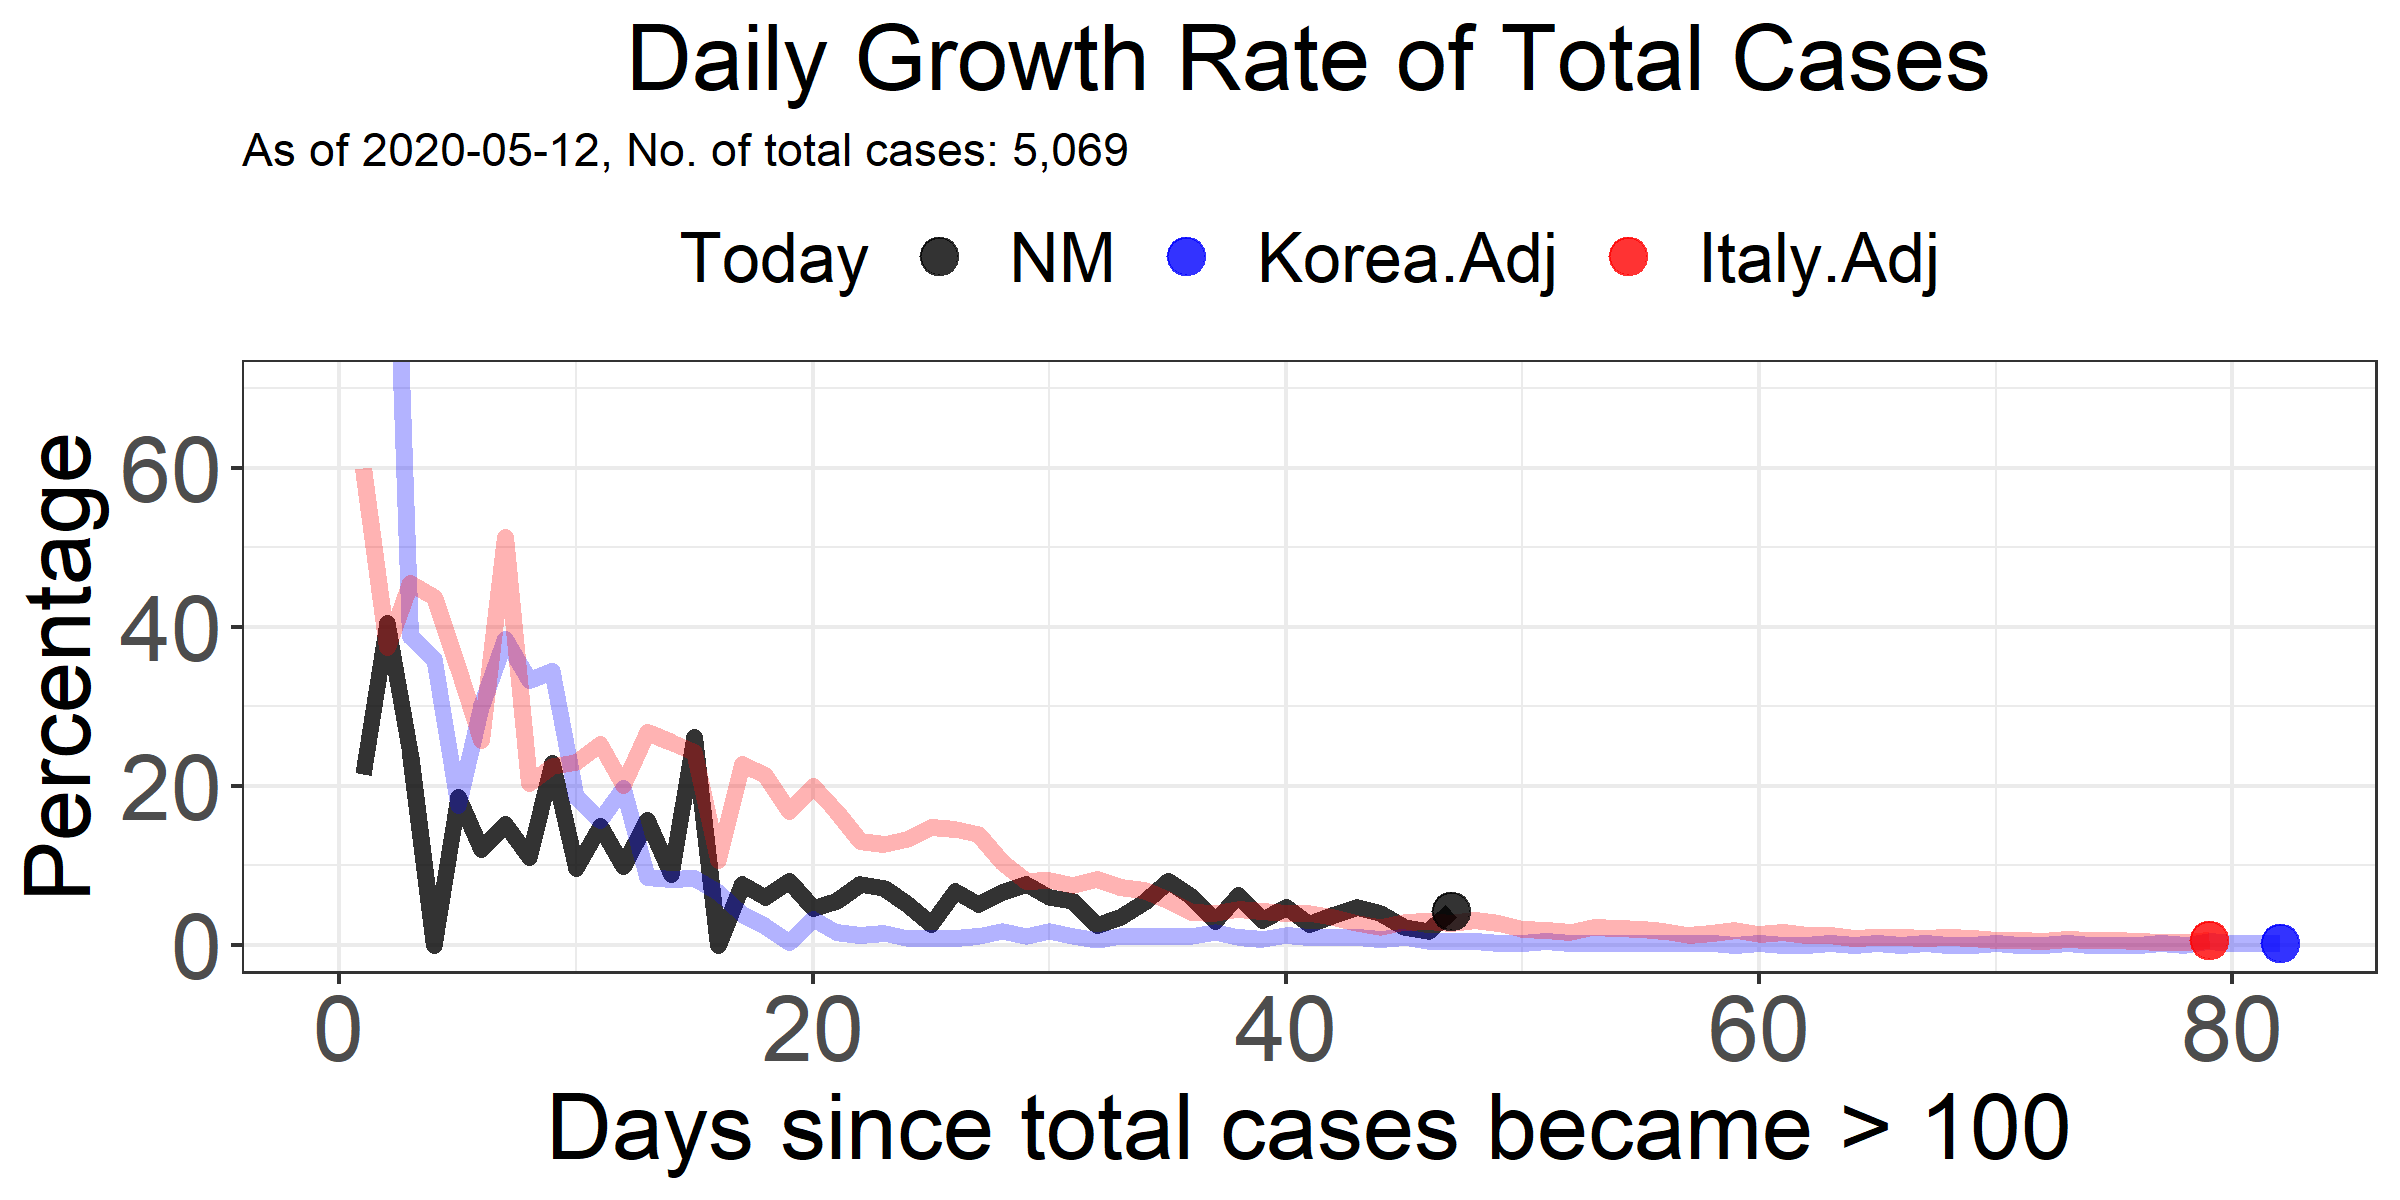 Daily Growth Rate of Total Cases
As of 2020-05-12, No. of total cases: 5,069
Today NM Korea.Adj Italy.Adj
Percentage
60
40
20
0
0 20 40 60 80
Days since total cases became > 100